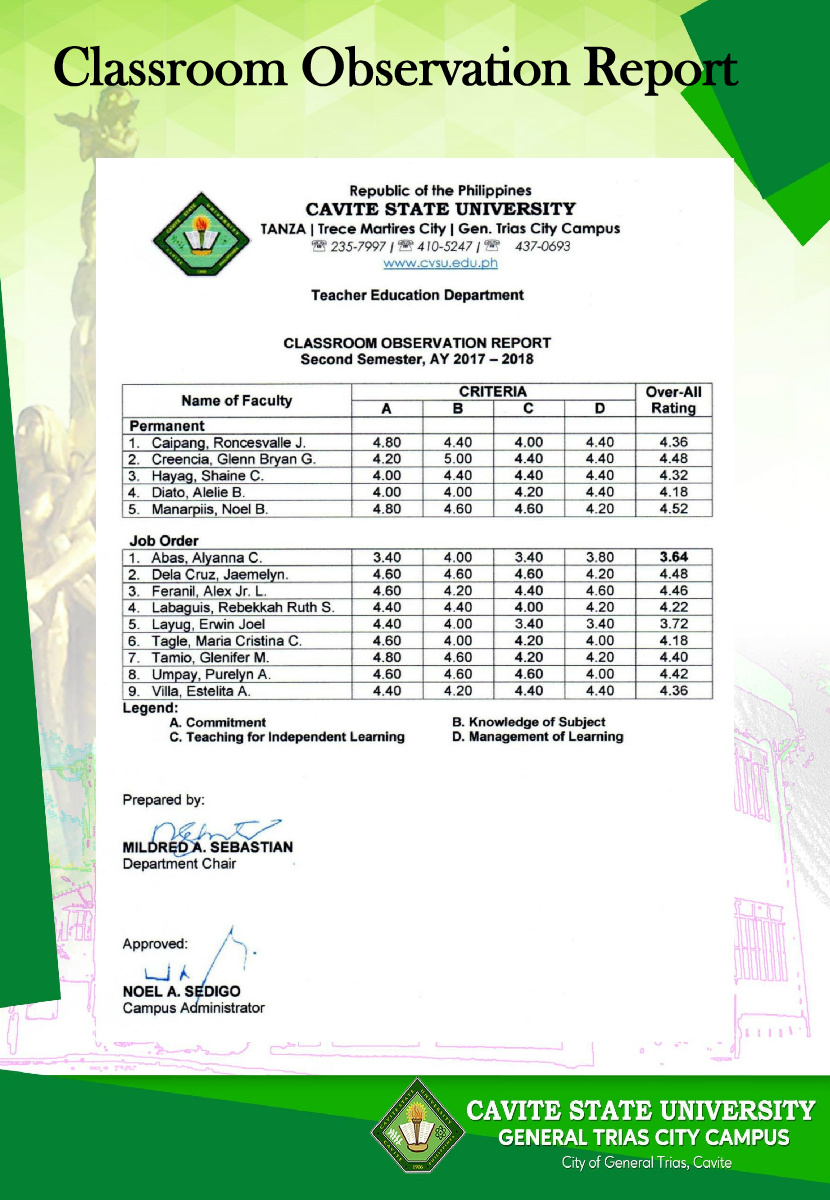 Classroom Observation Report
Republic of the Philippines
CAVITE STATE UNIVERSITY
TANZA | Trece Martires City | Gen. Trias City Campus
☏ 235-7997 | ☏ 410-5247 | ☏ 437-0693
www.cvsu.edu.ph
Teacher Education Department
CLASSROOM OBSERVATION REPORT
Second Semester, AY 2017 – 2018
Name of Faculty CRITERIA Over-All Rating
A B C D
Permanent
1. Caipang, Roncesvalle J. 4.80 4.40 4.00 4.40 4.36
2. Creencia, Glenn Bryan G. 4.20 5.00 4.40 4.40 4.48
3. Hayag, Shaine C. 4.00 4.40 4.40 4.40 4.32
4. Diato, Alelie B. 4.00 4.00 4.20 4.40 4.18
5. Manarpiis, Noel B. 4.80 4.60 4.60 4.20 4.52
Job Order
1. Abas, Alyanna C. 3.40 4.00 3.40 3.80 3.64
2. Dela Cruz, Jaemelyn. 4.60 4.60 4.60 4.20 4.48
3. Feranil, Alex Jr. L. 4.60 4.20 4.40 4.60 4.46
4. Labaguis, Rebekkah Ruth S. 4.40 4.40 4.00 4.20 4.22
5. Layug, Erwin Joel 4.40 4.00 3.40 3.40 3.72
6. Tagle, Maria Cristina C. 4.60 4.00 4.20 4.00 4.18
7. Tamio, Glenifer M. 4.80 4.60 4.20 4.20 4.40
8. Umpay, Purelyn A. 4.60 4.60 4.60 4.00 4.42
9. Villa, Estelita A. 4.40 4.20 4.40 4.40 4.36
Legend:
A. Commitment B. Knowledge of Subject
C. Teaching for Independent Learning D. Management of Learning
Prepared by:
MILDRED A. SEBASTIAN
Department Chair
Approved:
NOEL A. SEDIGO
Campus Administrator
CAVITE STATE UNIVERSITY
GENERAL TRIAS CITY CAMPUS
City of General Trias, Cavite